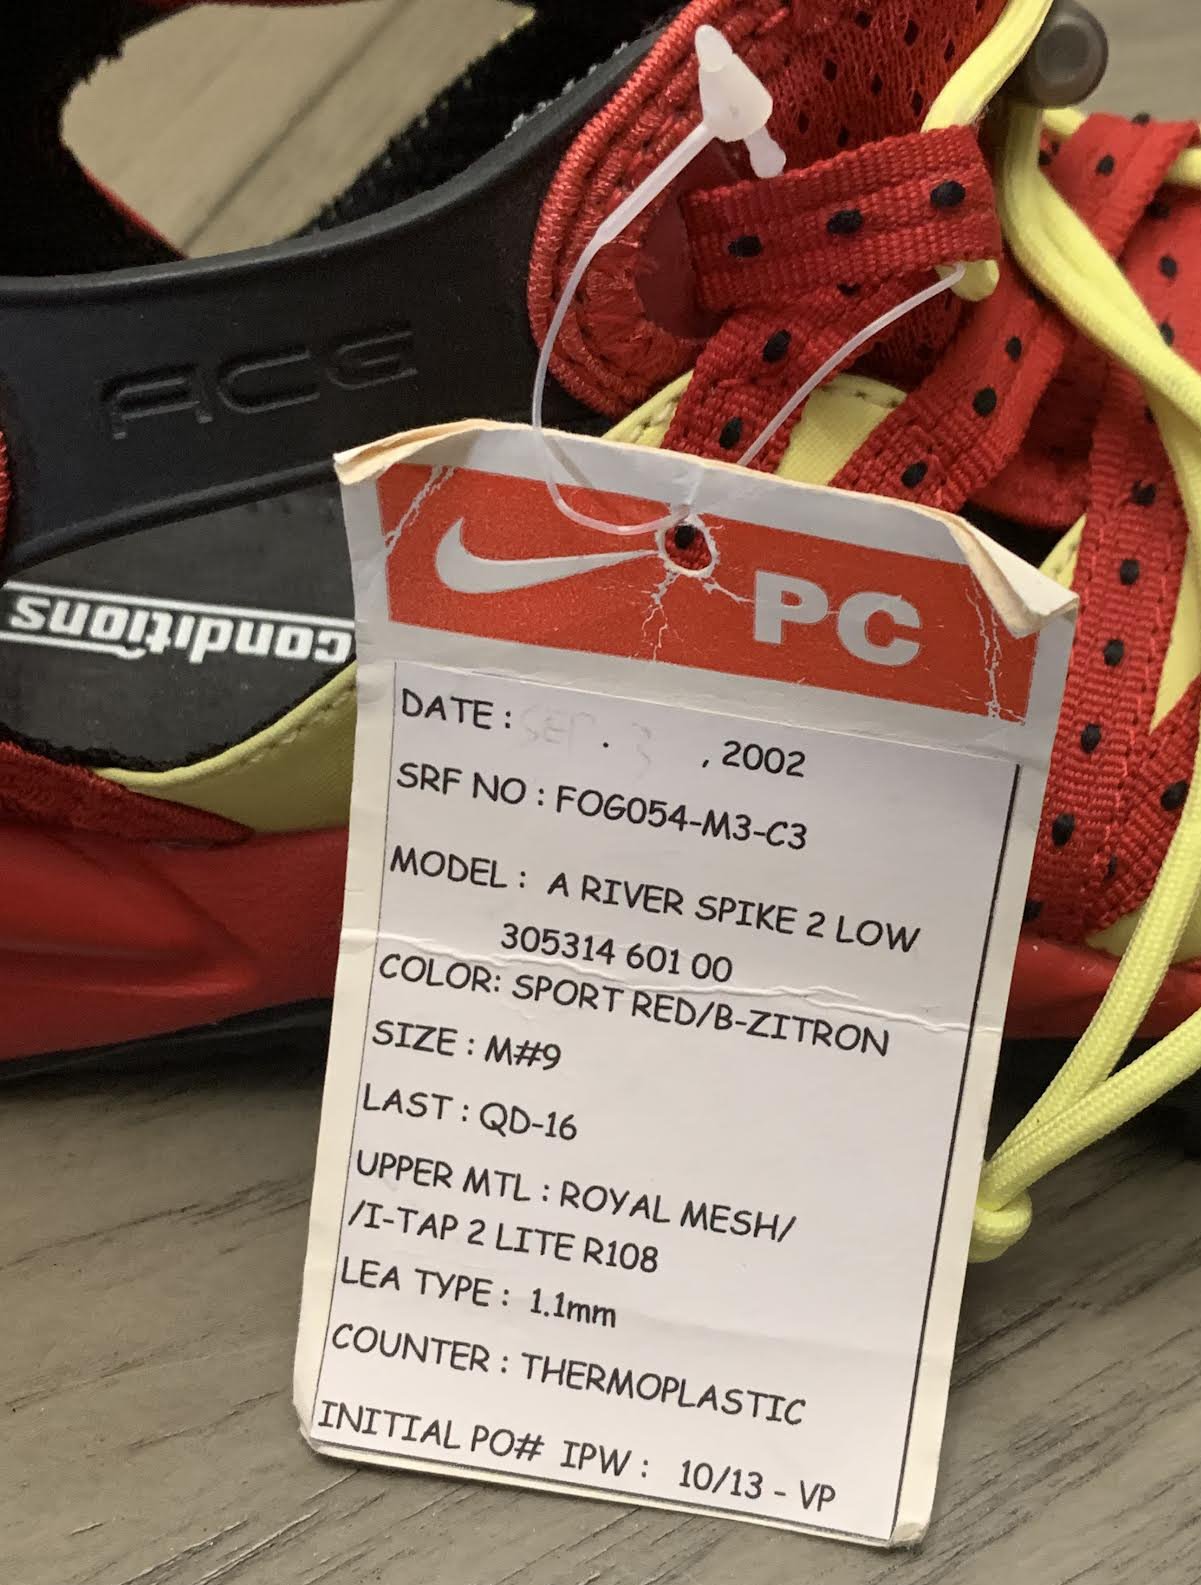 ACG
conditions
PC
DATE : SEP . 3 , 2002
SRF NO : FOG054-M3-C3
MODEL : A RIVER SPIKE 2 LOW
305314 601 00
COLOR: SPORT RED/B-ZITRON
SIZE : M#9
LAST : QD-16
UPPER MTL : ROYAL MESH/
/I-TAP 2 LITE R108
LEA TYPE : 1.1mm
COUNTER : THERMOPLASTIC
INITIAL PO# IPW : 10/13 - VP